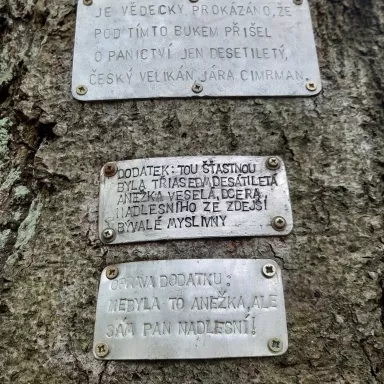 JE VĚDECKY PROKÁZÁNO, ŽE
POD TÍMTO BUKEM PŘIŠEL
O PANICTVÍ JEN DESETILETÝ,
ČESKÝ VELIKÁN, JÁRA CIMRMAN.
DODATEK: TOU ŠŤASTNOU
BYLA TŘIASEDMDESÁTILETÁ
ANEŽKA VESELÁ, DCERA
NADLESNÍHO ZE ZDEJŠÍ
BÝVALÉ MYSLIVNY
OPRAVA DODATKU:
NEBYLA TO ANEŽKA, ALE
SÁM PAN NADLESNÍ!